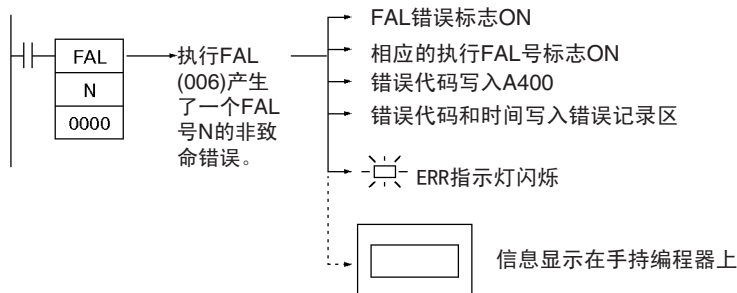 FAL
N
0000
执行FAL
(006)产生
了一个FAL
号N的非致
命错误。
FAL错误标志ON
相应的执行FAL号标志ON
错误代码写入A400
错误代码和时间写入错误记录区
ERR指示灯闪烁
信息显示在手持编程器上